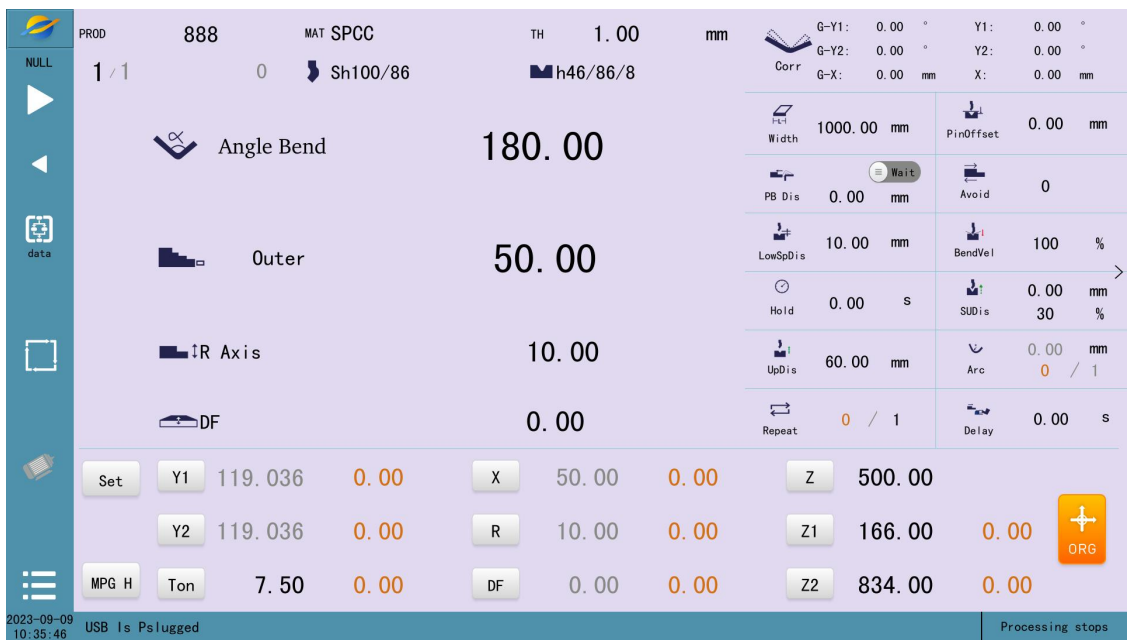 PROD 888 MAT SPCC TH 1.00 mm
NULL
1/1 0 Sh100/86 h46/86/8
Corr
G-Y1: 0.00 ° Y1: 0.00 °
G-Y2: 0.00 ° Y2: 0.00 °
G-X: 0.00 mm X: 0.00 mm
Angle Bend 180.00
Width 1000.00 mm PinOffset 0.00 mm
Wait
PB Dis 0.00 mm Avoid 0
data
Outer 50.00
LowSpDis 10.00 mm BendVel 100 %
Hold 0.00 s SUDis 0.00 mm
30 %
R Axis 10.00
UpDis 60.00 mm Arc 0.00 mm
0 / 1
DF 0.00
Repeat 0 / 1 Delay 0.00 s
Set Y1 119.036 0.00 X 50.00 0.00 Z 500.00
Y2 119.036 0.00 R 10.00 0.00 Z1 166.00 0.00
ORG
MPG H Ton 7.50 0.00 DF 0.00 0.00 Z2 834.00 0.00
2023-09-09
10:35:46 USB Is Pslugged Processing stops